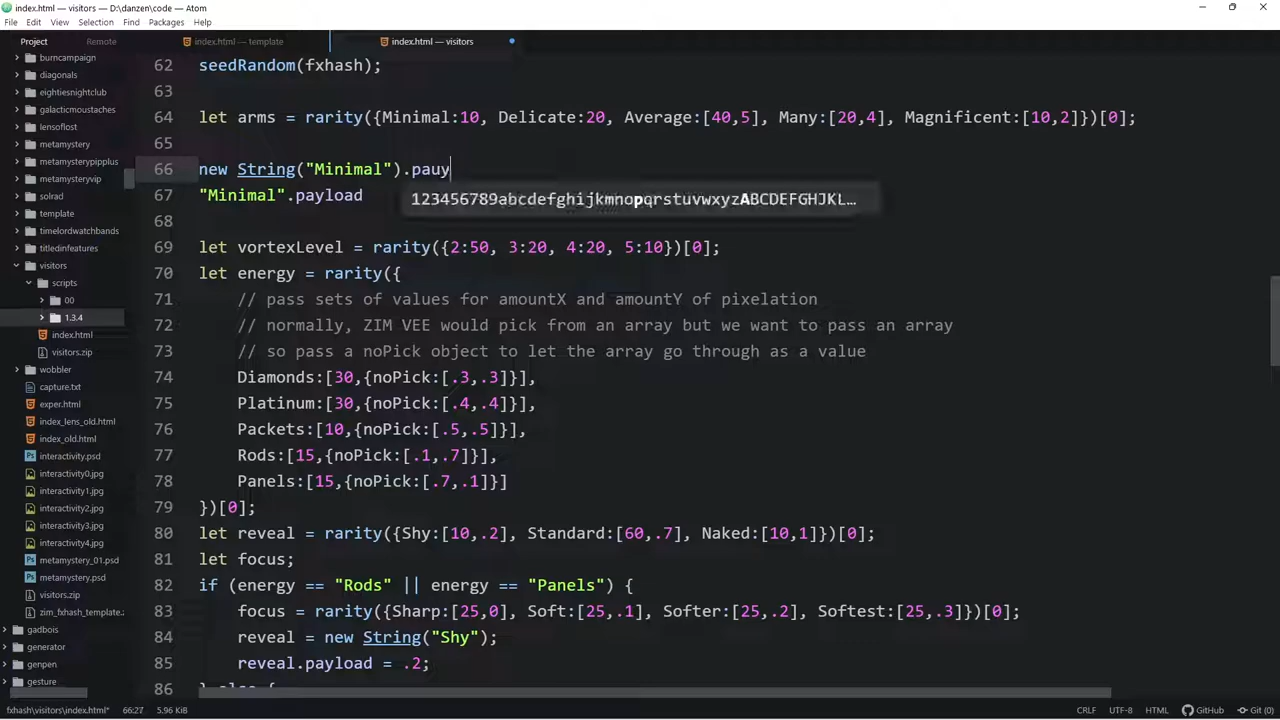 index.html — visitors — D:\danzen\code — Atom
File Edit View Selection Find Packages Help
Project Remote
index.html — template
index.html — visitors
burncampaign
diagonals
eightiesnightclub
galacticmoustaches
lensoflost
metamystery
metamysterypipplus
metamysteryvip
solrad
template
timelordwatchbands
titledinfeatures
visitors
scripts
00
1.3.4
index.html
visitors.zip
wobbler
capture.txt
exper.html
index_lens_old.html
index_old.html
interactivity.psd
interactivity0.jpg
interactivity1.jpg
interactivity2.jpg
interactivity3.jpg
interactivity4.jpg
metamystery_01.psd
metamystery.psd
visitors.zip
zim_fxhash_template..
gadbois
generator
genpen
gesture
62 seedRandom(fxhash);
63
64 let arms = rarity({Minimal:10, Delicate:20, Average:[40,5], Many:[20,4], Magnificent:[10,2]})[0];
65
66 new String("Minimal").pauy
67 "Minimal".payload
123456789abcdefghijkmnopqrstuvwxyzABCDEFGHJKL…
68
69 let vortexLevel = rarity({2:50, 3:20, 4:20, 5:10})[0];
70 let energy = rarity({
71 // pass sets of values for amountX and amountY of pixelation
72 // normally, ZIM VEE would pick from an array but we want to pass an array
73 // so pass a noPick object to let the array go through as a value
74 Diamonds:[30,{noPick:[.3,.3]}],
75 Platinum:[30,{noPick:[.4,.4]}],
76 Packets:[10,{noPick:[.5,.5]}],
77 Rods:[15,{noPick:[.1,.7]}],
78 Panels:[15,{noPick:[.7,.1]}]
79 })[0];
80 let reveal = rarity({Shy:[10,.2], Standard:[60,.7], Naked:[10,1]})[0];
81 let focus;
82 if (energy == "Rods" || energy == "Panels") {
83 focus = rarity({Sharp:[25,0], Soft:[25,.1], Softer:[25,.2], Softest:[25,.3]})[0];
84 reveal = new String("Shy");
85 reveal.payload = .2;
86 } else {
fxhash\visitors\index.html* 66:27 5.96 KiB
CRLF UTF-8 HTML GitHub Git (0)